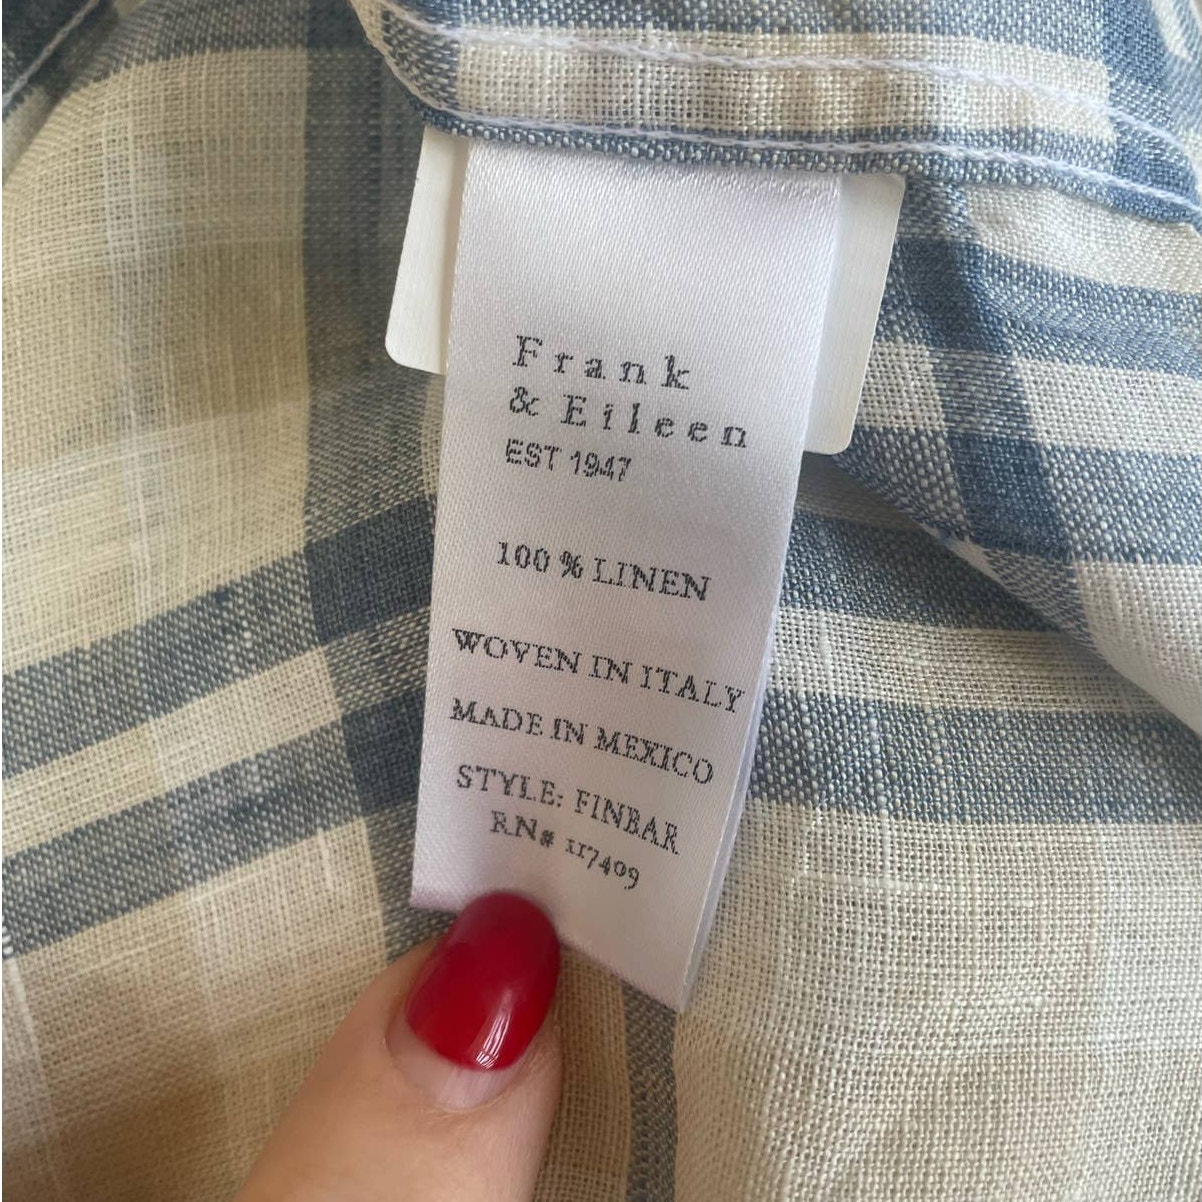 Frank
& Eileen
EST 1947
100 % LINEN
WOVEN IN ITALY
MADE IN MEXICO
STYLE: FINBAR
RN# 117409